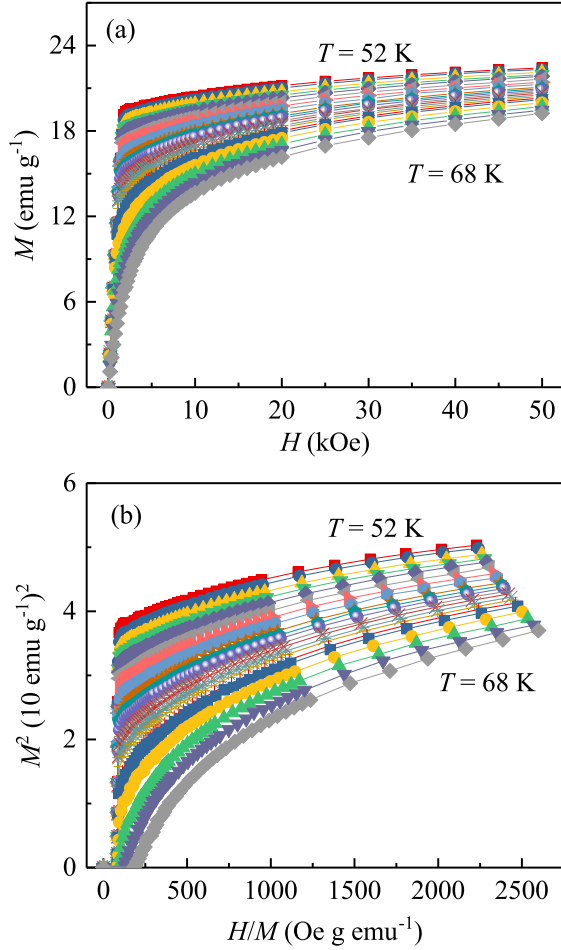 (a)
T = 52 K
T = 68 K
M (emu g⁻¹)
24
18
12
6
0
0 10 20 30 40 50
H (kOe)
(b)
T = 52 K
T = 68 K
M² (10 emu g⁻¹)²
6
4
2
0
0 500 1000 1500 2000 2500
H/M (Oe g emu⁻¹)